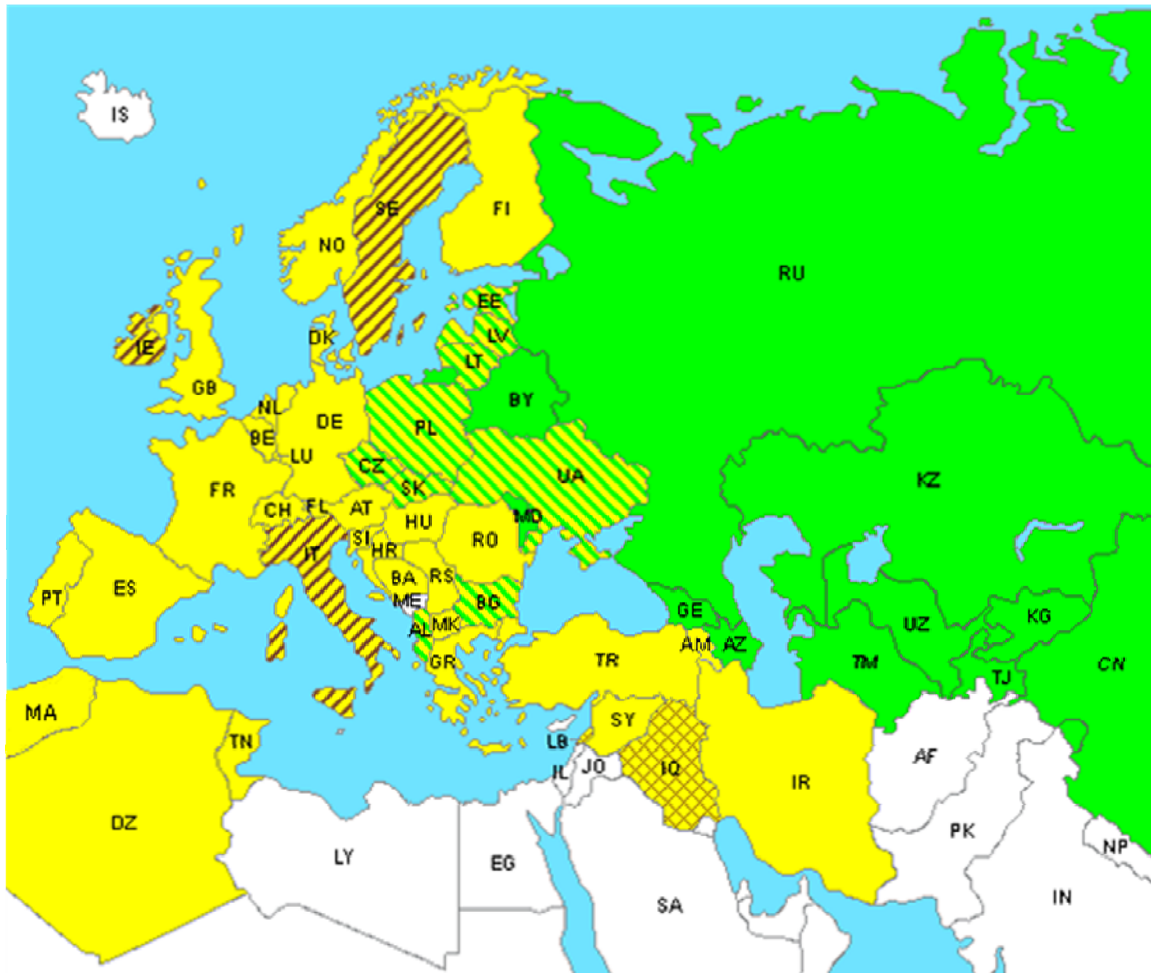 IS
SE
FI
NO
RU
EE
LV
DK
IE
LT
GB
BY
NL
DE
PL
BE
KZ
LU
CZ
UA
SK
FR
CH
FL
AT
MD
HU
RO
IT
SI
HR
BA
RS
PT
ES
ME
BG
GE
KG
UZ
AL
MK
AM
AZ
GR
TR
TM
TJ
CN
MA
SY
TN
LB
JO
IL
IQ
AF
IR
DZ
PK
LY
EG
NP
SA
IN